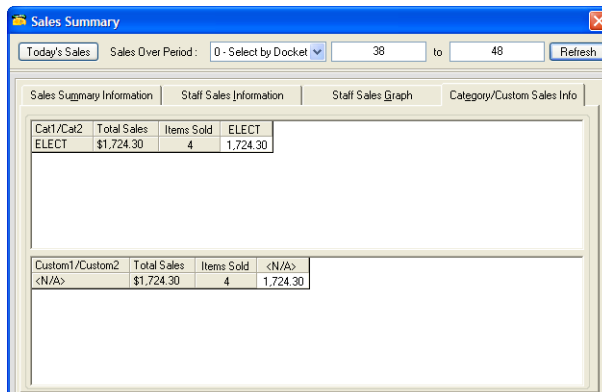 Sales Summary
Today's Sales Sales Over Period : 0 - Select by Docket 38 to 48 Refresh
Sales Summary Information Staff Sales Information Staff Sales Graph Category/Custom Sales Info
Cat1/Cat2 Total Sales Items Sold ELECT
ELECT $1,724.30 4 1,724.30
Custom1/Custom2 Total Sales Items Sold <N/A>
<N/A> $1,724.30 4 1,724.30